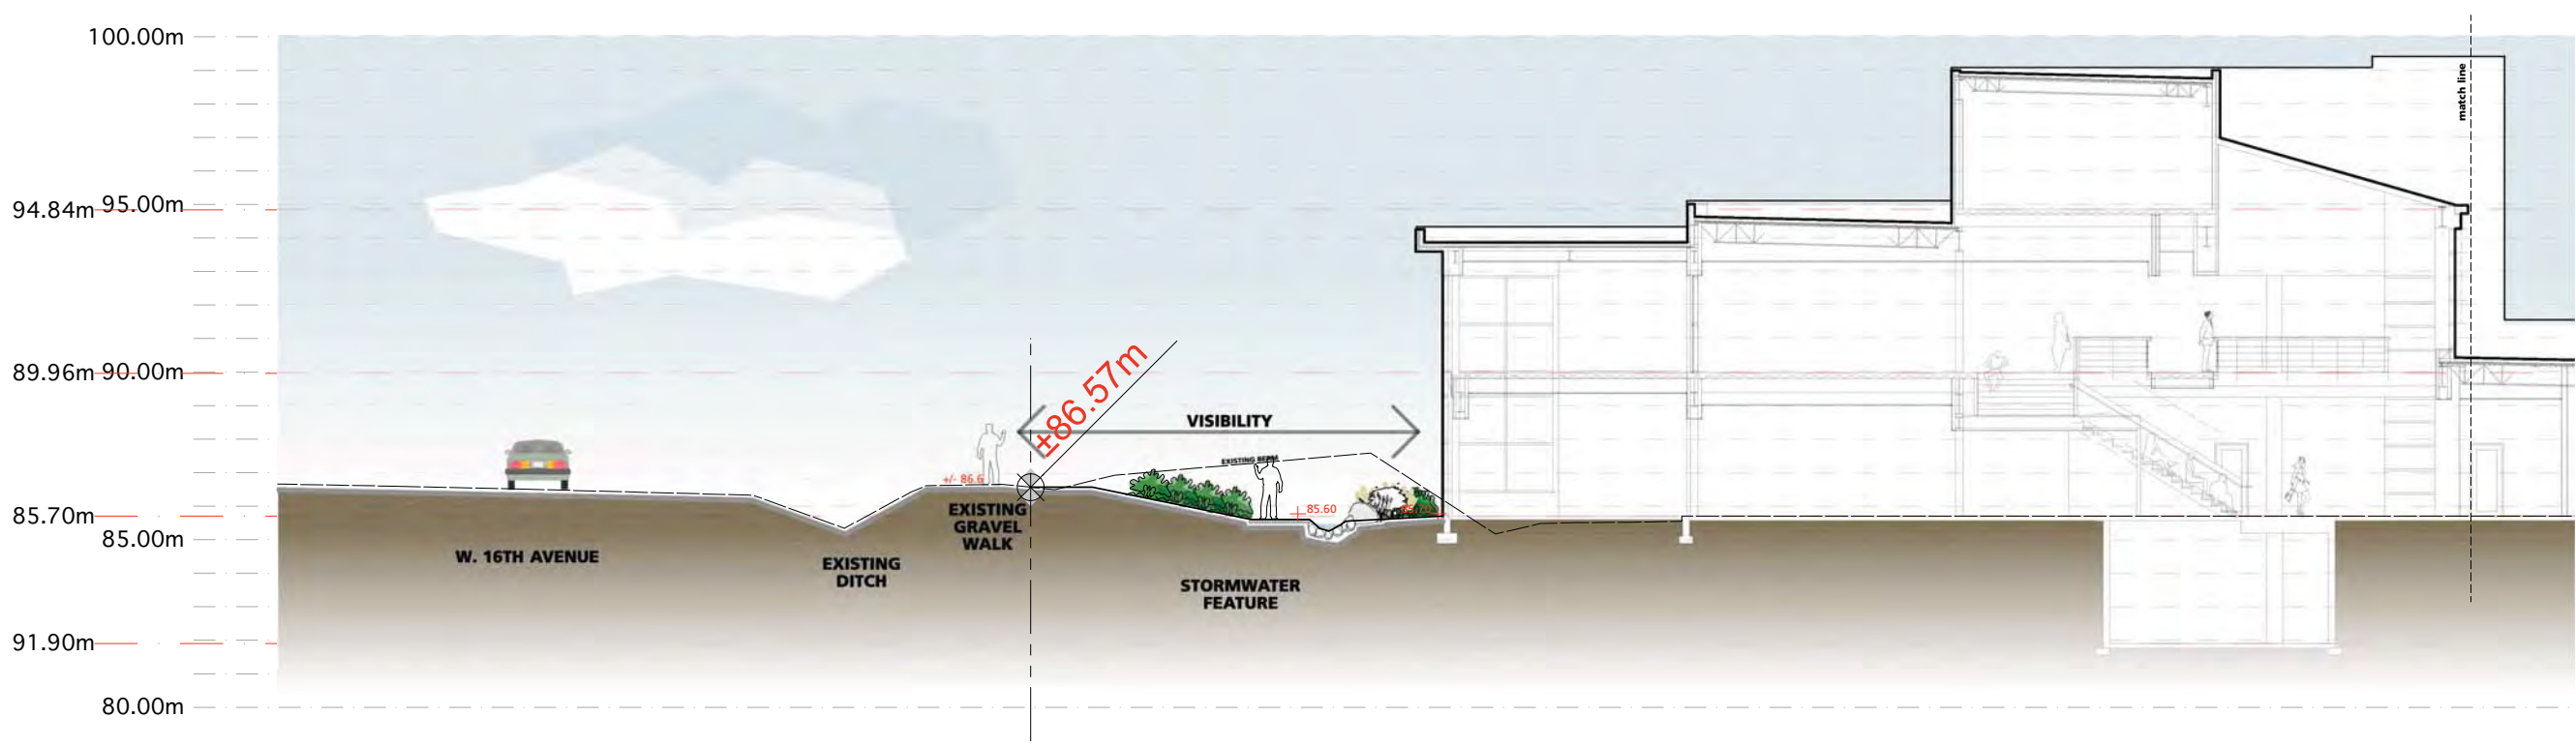 100.00m
match line
94.84m 95.00m
89.96m 90.00m
±86.57m
VISIBILITY
EXISTING BERM
+/- 86.6
EXISTING
GRAVEL
WALK
85.60
85.70m
85.00m
W. 16TH AVENUE
EXISTING
DITCH
STORMWATER
FEATURE
91.90m
80.00m